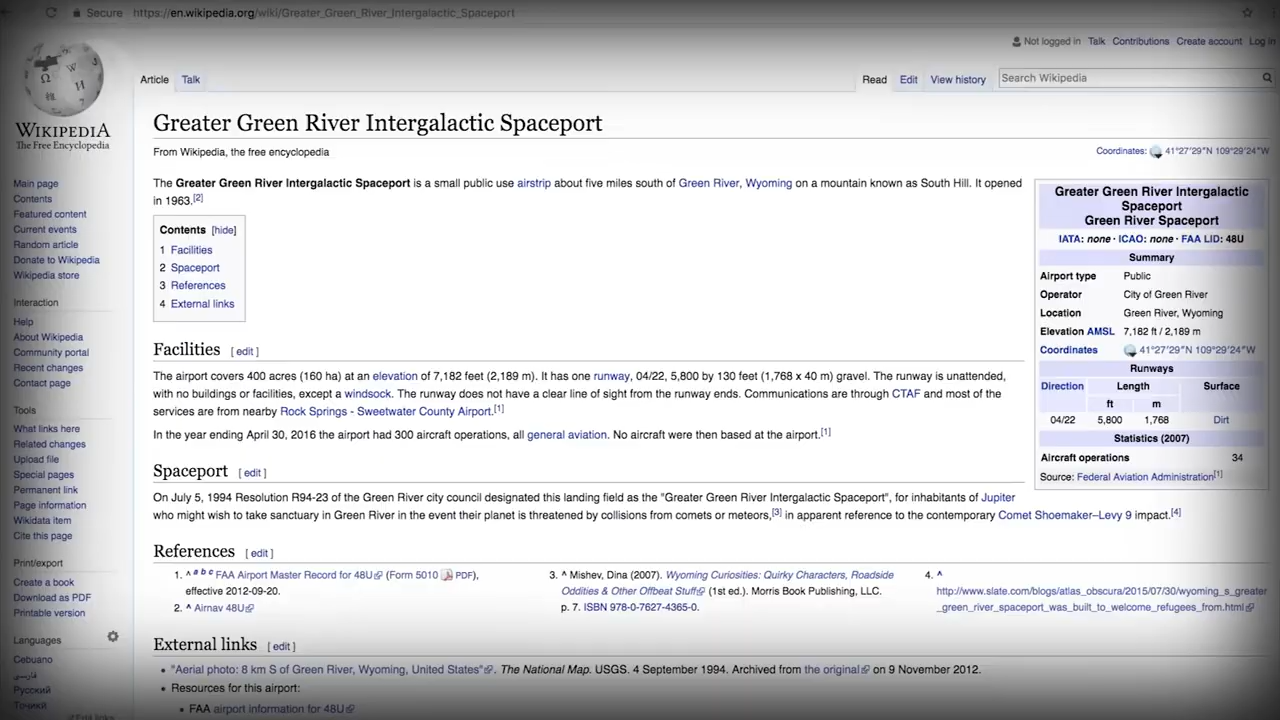 Secure https://en.wikipedia.org/wiki/Greater_Green_River_Intergalactic_Spaceport
Not logged in Talk Contributions Create account Log in
Article Talk Read Edit View history Search Wikipedia
WIKIPEDIA
The Free Encyclopedia
Main page
Contents
Featured content
Current events
Random article
Donate to Wikipedia
Wikipedia store
Interaction
Help
About Wikipedia
Community portal
Recent changes
Contact page
Tools
What links here
Related changes
Upload file
Special pages
Permanent link
Page information
Wikidata item
Cite this page
Print/export
Create a book
Download as PDF
Printable version
Languages
Cebuano
فارسی
Русский
Тоҷикӣ
Edit links
Greater Green River Intergalactic Spaceport
From Wikipedia, the free encyclopedia
Coordinates: 41°27′29″N 109°29′24″W
The Greater Green River Intergalactic Spaceport is a small public use airstrip about five miles south of Green River, Wyoming on a mountain known as South Hill. It opened
in 1963.[2]
Contents [hide]
1 Facilities
2 Spaceport
3 References
4 External links
Facilities [ edit ]
The airport covers 400 acres (160 ha) at an elevation of 7,182 feet (2,189 m). It has one runway, 04/22, 5,800 by 130 feet (1,768 x 40 m) gravel. The runway is unattended,
with no buildings or facilities, except a windsock. The runway does not have a clear line of sight from the runway ends. Communications are through CTAF and most of the
services are from nearby Rock Springs - Sweetwater County Airport.[1]
In the year ending April 30, 2016 the airport had 300 aircraft operations, all general aviation. No aircraft were then based at the airport.[1]
Spaceport [ edit ]
On July 5, 1994 Resolution R94-23 of the Green River city council designated this landing field as the "Greater Green River Intergalactic Spaceport", for inhabitants of Jupiter
who might wish to take sanctuary in Green River in the event their planet is threatened by collisions from comets or meteors,[3] in apparent reference to the contemporary Comet Shoemaker–Levy 9 impact.[4]
References [ edit ]
1. ^ a b c FAA Airport Master Record for 48U (Form 5010 PDF),
effective 2012-09-20.
2. ^ Airnav 48U
3. ^ Mishev, Dina (2007). Wyoming Curiosities: Quirky Characters, Roadside
Oddities & Other Offbeat Stuff (1st ed.). Morris Book Publishing, LLC.
p. 7. ISBN 978-0-7627-4365-0.
4. ^
http://www.slate.com/blogs/atlas_obscura/2015/07/30/wyoming_s_greater
_green_river_spaceport_was_built_to_welcome_refugees_from.html
External links [ edit ]
• "Aerial photo: 8 km S of Green River, Wyoming, United States". The National Map. USGS. 4 September 1994. Archived from the original on 9 November 2012.
• Resources for this airport:
• FAA airport information for 48U
Greater Green River Intergalactic
Spaceport
Green River Spaceport
IATA: none · ICAO: none · FAA LID: 48U
Summary
Airport type Public
Operator City of Green River
Location Green River, Wyoming
Elevation AMSL 7,182 ft / 2,189 m
Coordinates 41°27′29″N 109°29′24″W
Runways
Direction Length Surface
ft m
04/22 5,800 1,768 Dirt
Statistics (2007)
Aircraft operations 34
Source: Federal Aviation Administration[1]